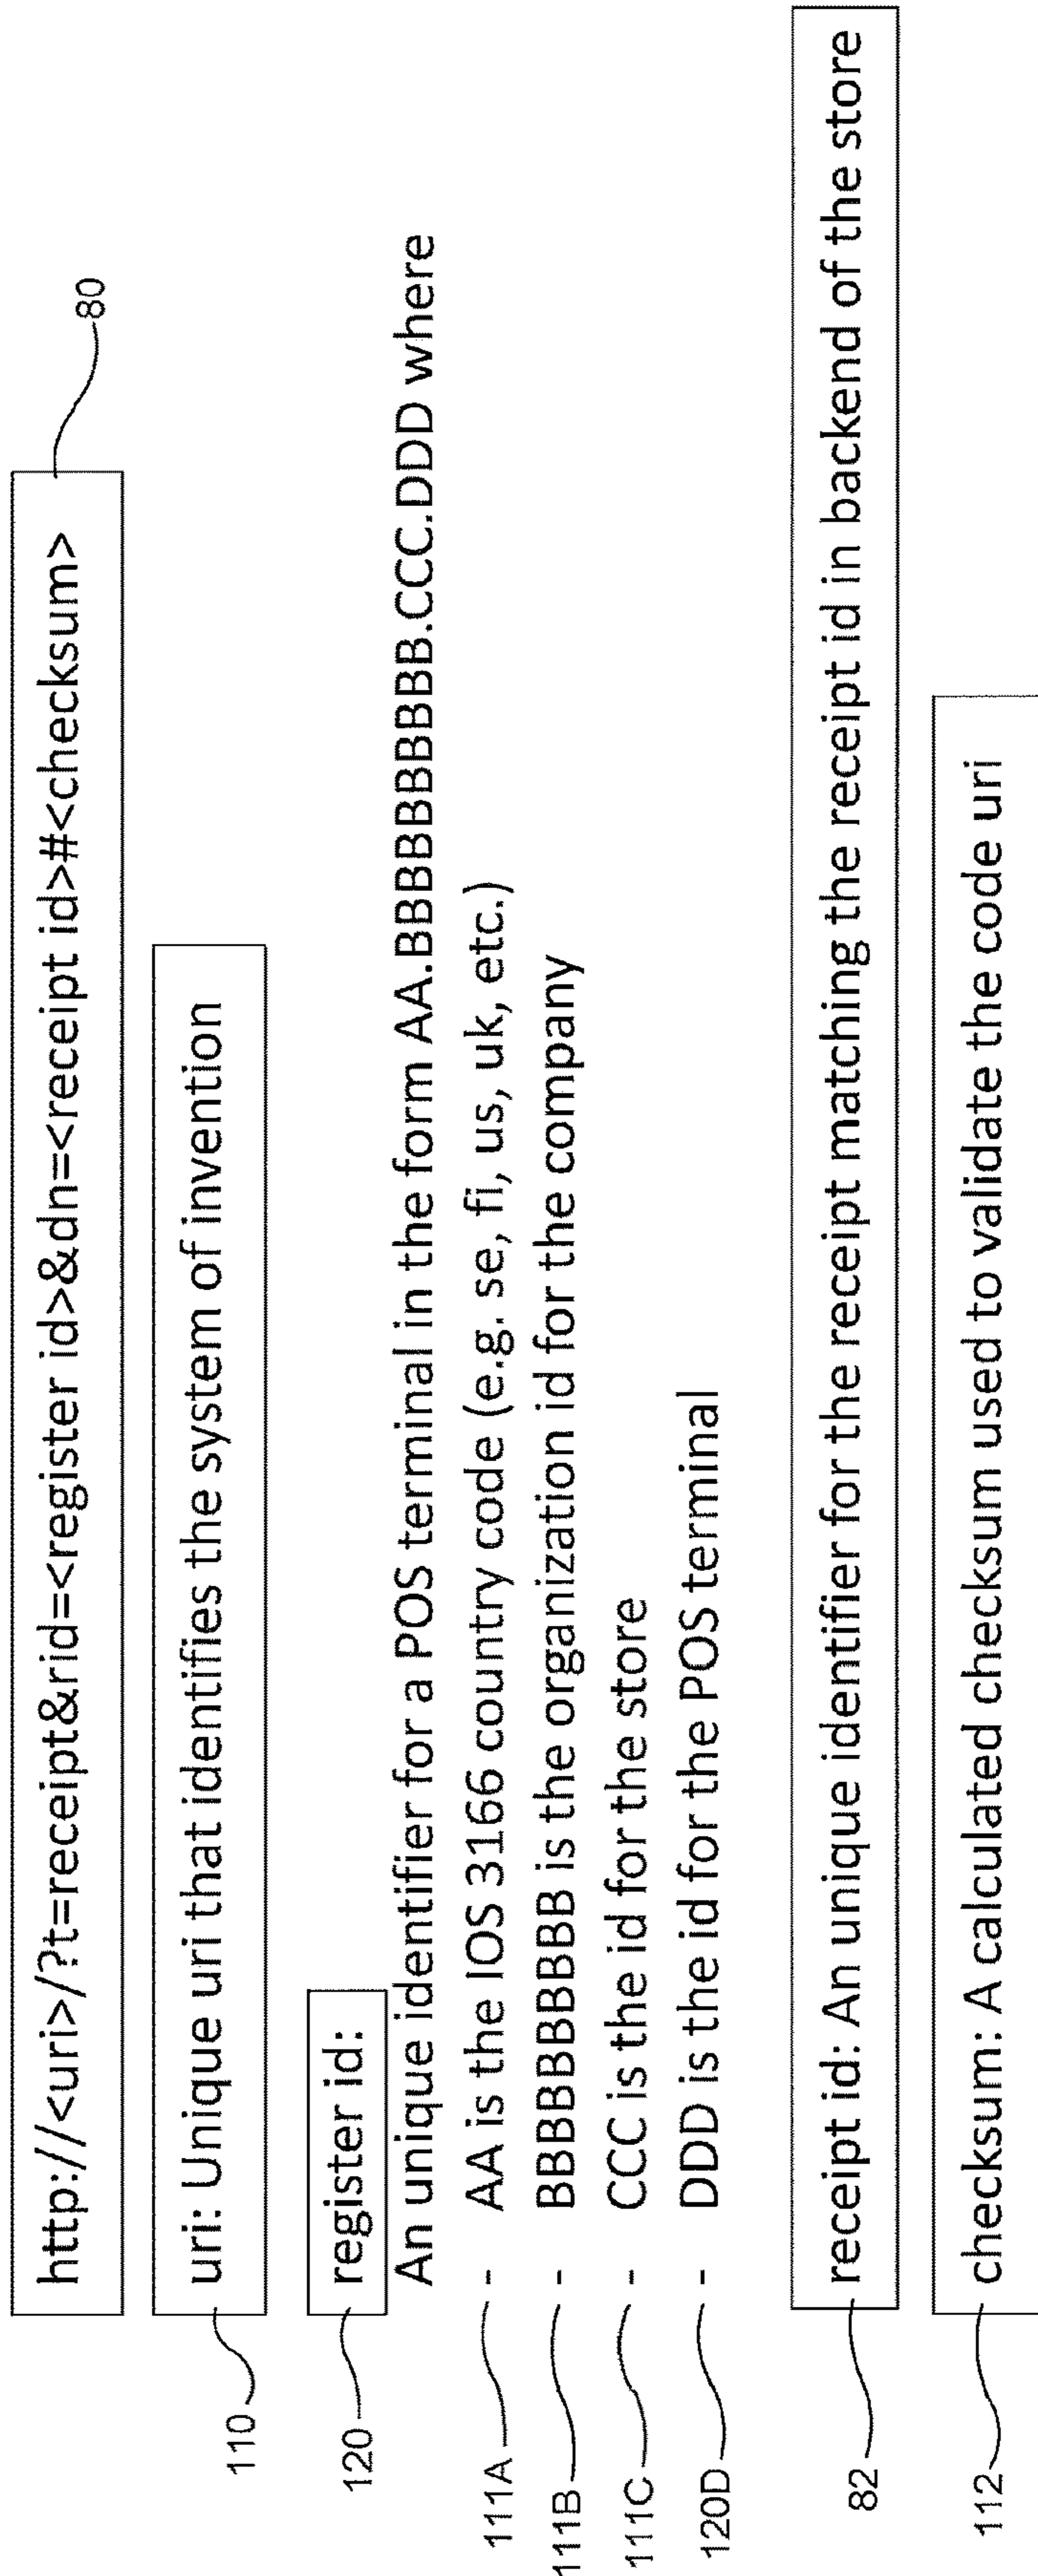 http://<uri>/?t=receipt&rid=<register id>&dn=<receipt id>#<checksum>
80
110
uri: Unique uri that identifies the system of invention
120
register id:
An unique identifier for a POS terminal in the form AA.BBBBBBBBBB.CCC.DDD where
111A - AA is the IOS 3166 country code (e.g. se, fi, us, uk, etc.)
111B - BBBBBBBBBB is the organization id for the company
111C - CCC is the id for the store
120D - DDD is the id for the POS terminal
82
receipt id: An unique identifier for the receipt matching the receipt id in backend of the store
112
checksum: A calculated checksum used to validate the code uri